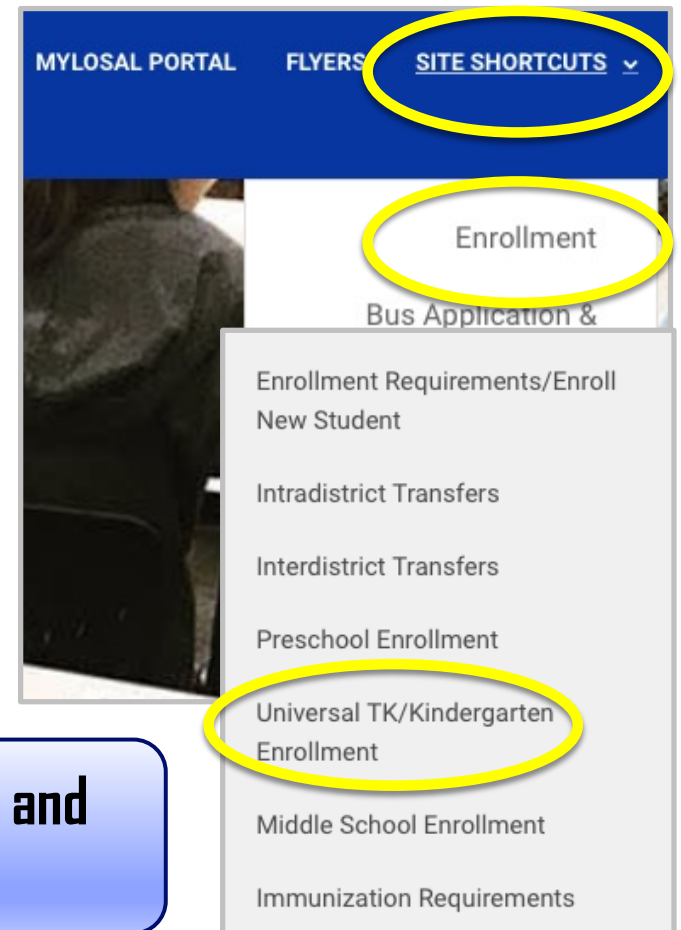 MYLOSAL PORTAL FLYERS SITE SHORTCUTS
Enrollment
Bus Application &
Enrollment Requirements/Enroll
New Student
Intradistrict Transfers
Interdistrict Transfers
Preschool Enrollment
Universal TK/Kindergarten
Enrollment
Middle School Enrollment
Immunization Requirements
and